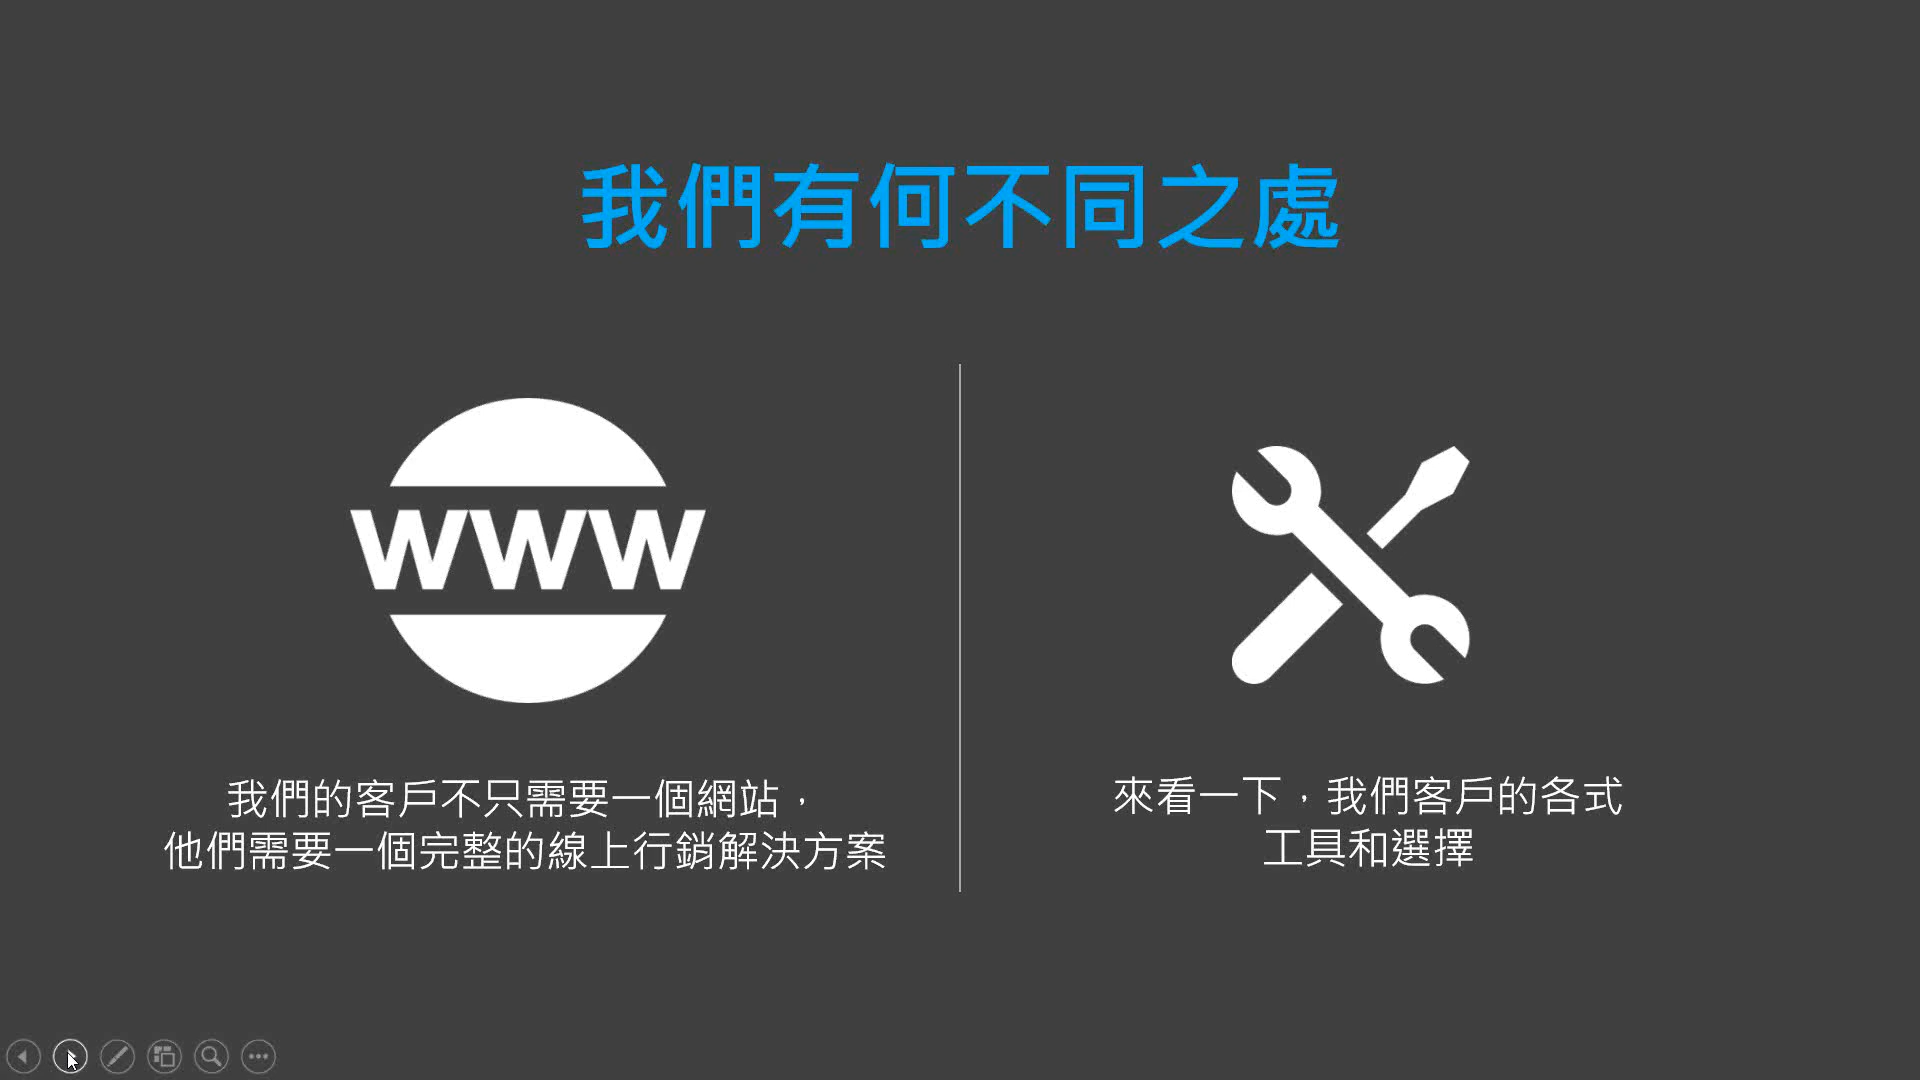 我們有何不同之處
WWW
我們的客戶不只需要一個網站，
他們需要一個完整的線上行銷解決方案
來看一下，我們客戶的各式
工具和選擇